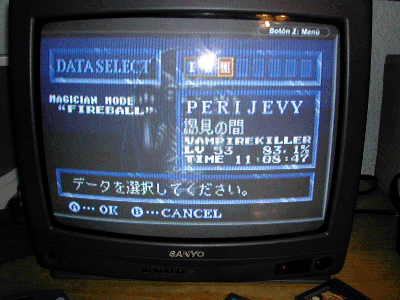 Botón Z: Menú
DATA SELECT
MAGICIAN MODE
"FIREBALL"
PERIJEVY
謁見の間
VAMPIREKILLER
LV 53 83.1%
TIME 11:08:47
データを選択してください。
A… OK B… CANCEL
SANYO